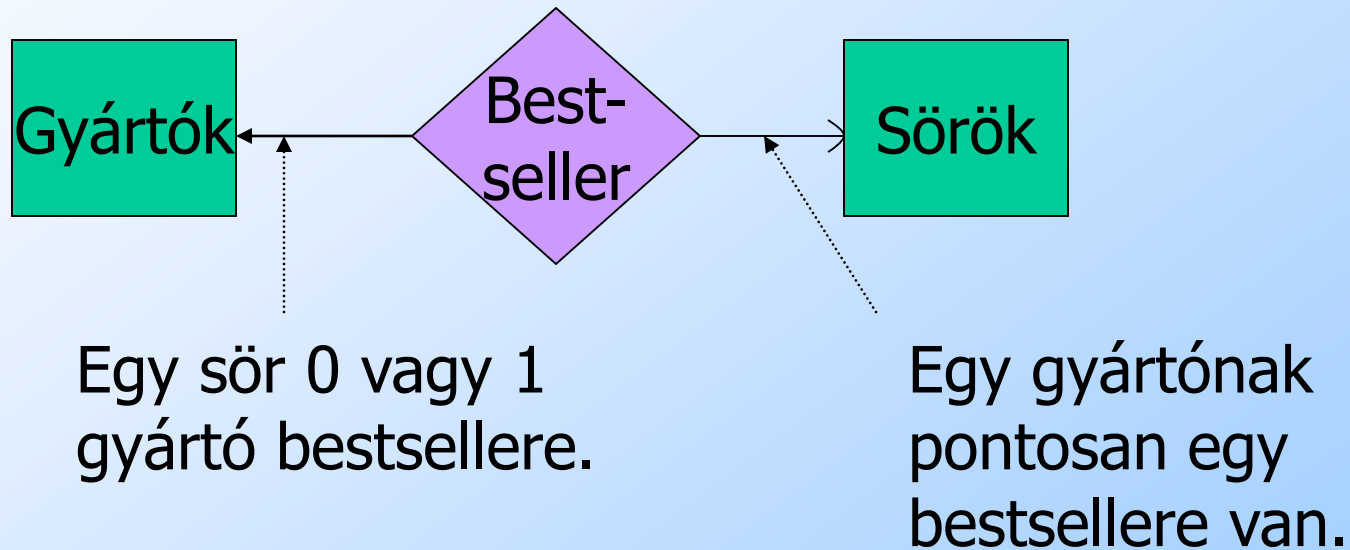 Gyártók
Best-
seller
Sörök
Egy sör 0 vagy 1
gyártó bestsellere.
Egy gyártónak
pontosan egy
bestsellere van.